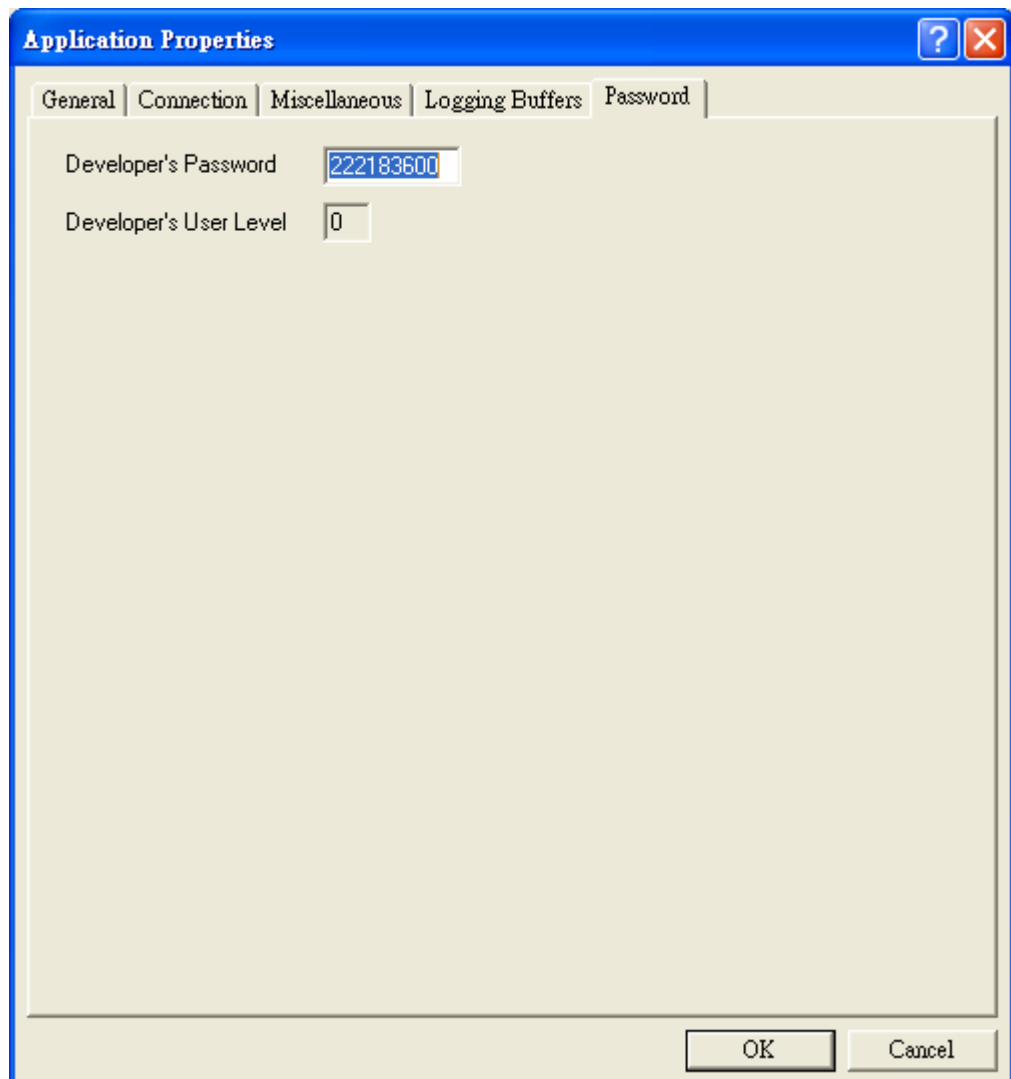 Application Properties
General Connection Miscellaneous Logging Buffers Password
Developer's Password 222183600
Developer's User Level 0
OK Cancel